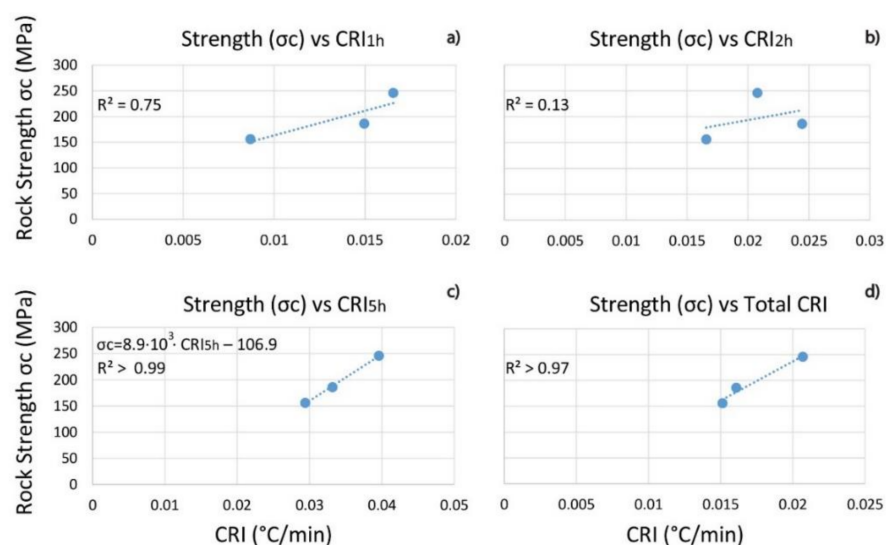 Strength (σc) vs CRI1h
a)
Rock Strength σc (MPa)
300
250
200
150
100
50
0
R² = 0.75
0 0.005 0.01 0.015 0.02
Strength (σc) vs CRI2h
b)
R² = 0.13
0 0.005 0.01 0.015 0.02 0.025 0.03
Strength (σc) vs CRI5h
c)
Rock Strength σc (MPa)
300
250
200
150
100
50
0
σc=8.9·10³· CRI5h – 106.9
R² > 0.99
0 0.01 0.02 0.03 0.04 0.05
CRI (°C/min)
Strength (σc) vs Total CRI
d)
R² > 0.97
0 0.005 0.01 0.015 0.02 0.025
CRI (°C/min)